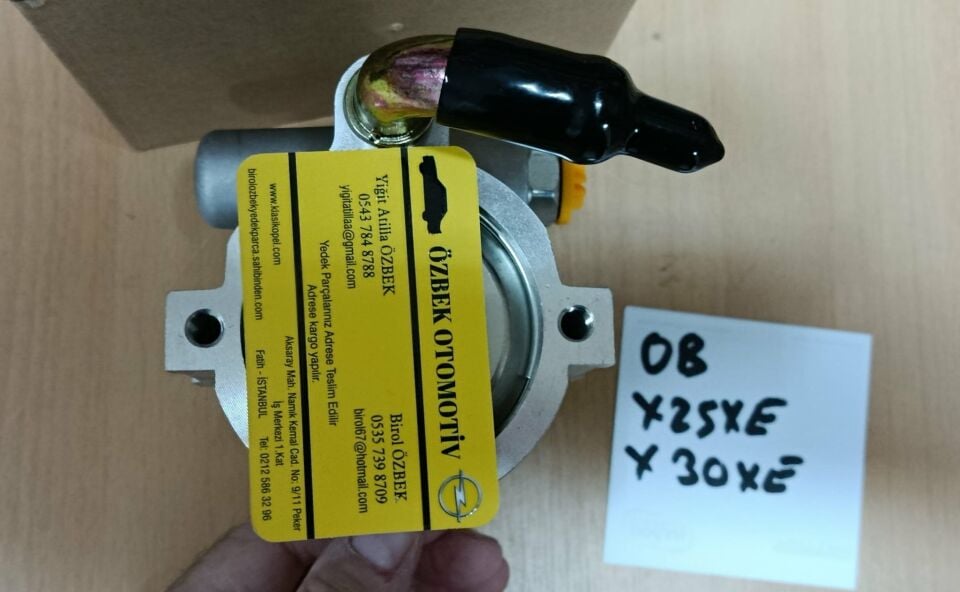 ÖZBEK OTOMOTİV
Yiğit Atilla ÖZBEK
0543 784 8788
yigitatillaa@gmail.com
Birol ÖZBEK
0535 739 8709
birol67@hotmail.com
Yedek Parçalarınız Adrese Teslim Edilir
Adrese kargo yapılır.
www.klasikopel.com
birolozbekyedekparca.sahibinden.com
Aksaray Mah. Namık Kemal Cad. No: 9/11 Peker
İş Merkezi 1.Kat
Fatih - İSTANBUL Tel: 0212 586 32 96
OB
X25XE
X30XE